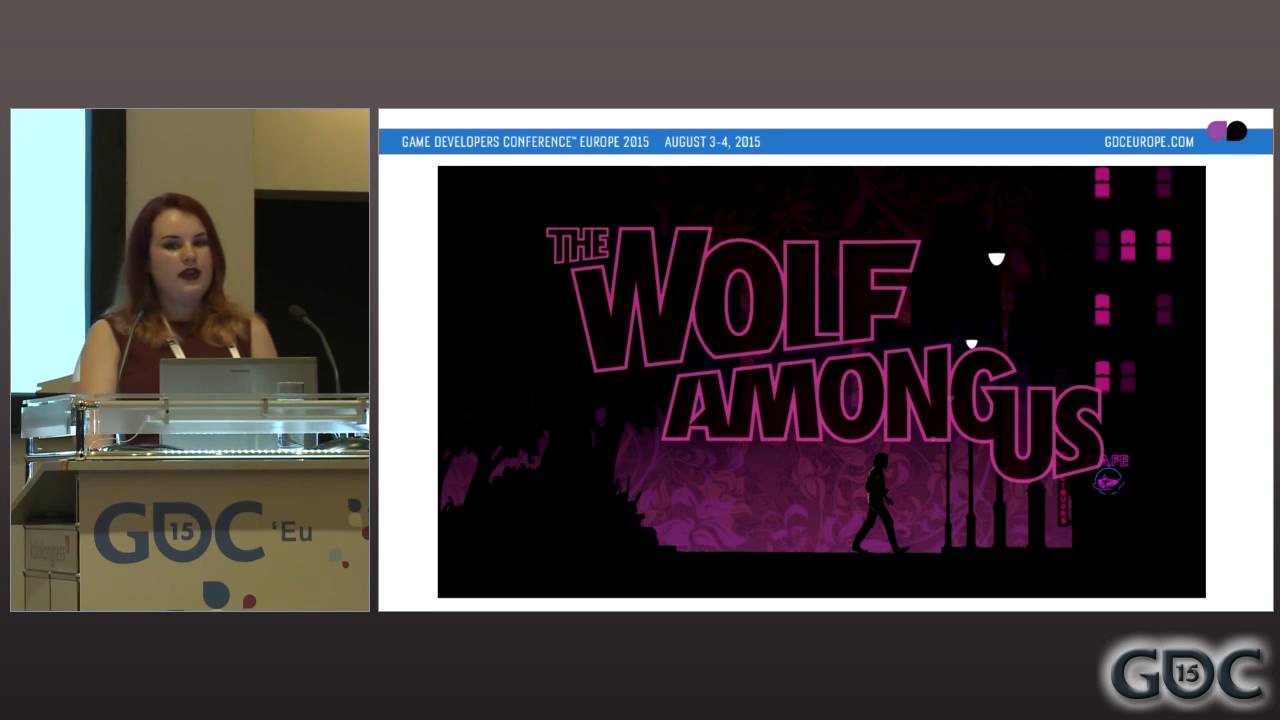 GAME DEVELOPERS CONFERENCE™ EUROPE 2015 AUGUST 3-4, 2015
GDCEUROPE.COM
THE
WOLF
AMONG
US
AFE
GDC 15 'Eu
GDC 15